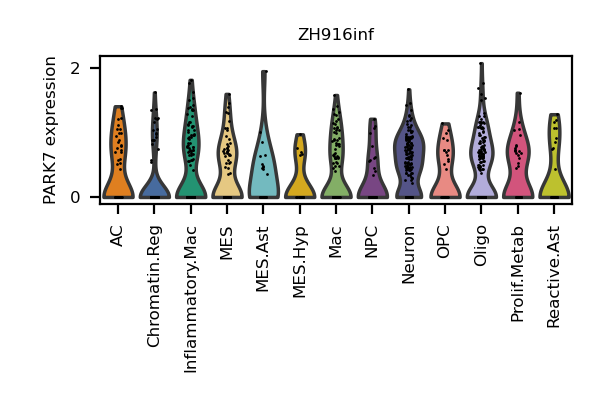 ZH916inf
PARK7 expression
2
0
AC
Chromatin.Reg
Inflammatory.Mac
MES
MES.Ast
MES.Hyp
Mac
NPC
Neuron
OPC
Oligo
Prolif.Metab
Reactive.Ast